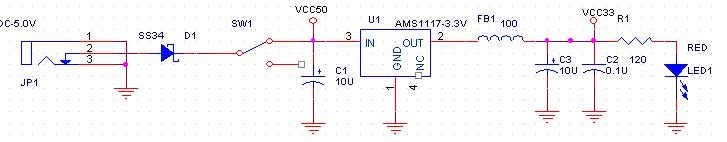 DC-5.0V
JP1
1
2
3
SS34
D1
SW1
VCC50
C1
10U
U1
AMS1117-3.3V
3
IN
OUT
2
GND
NC
1
4
FB1
100
C3
10U
VCC33
C2
0.1U
R1
120
RED
LED1